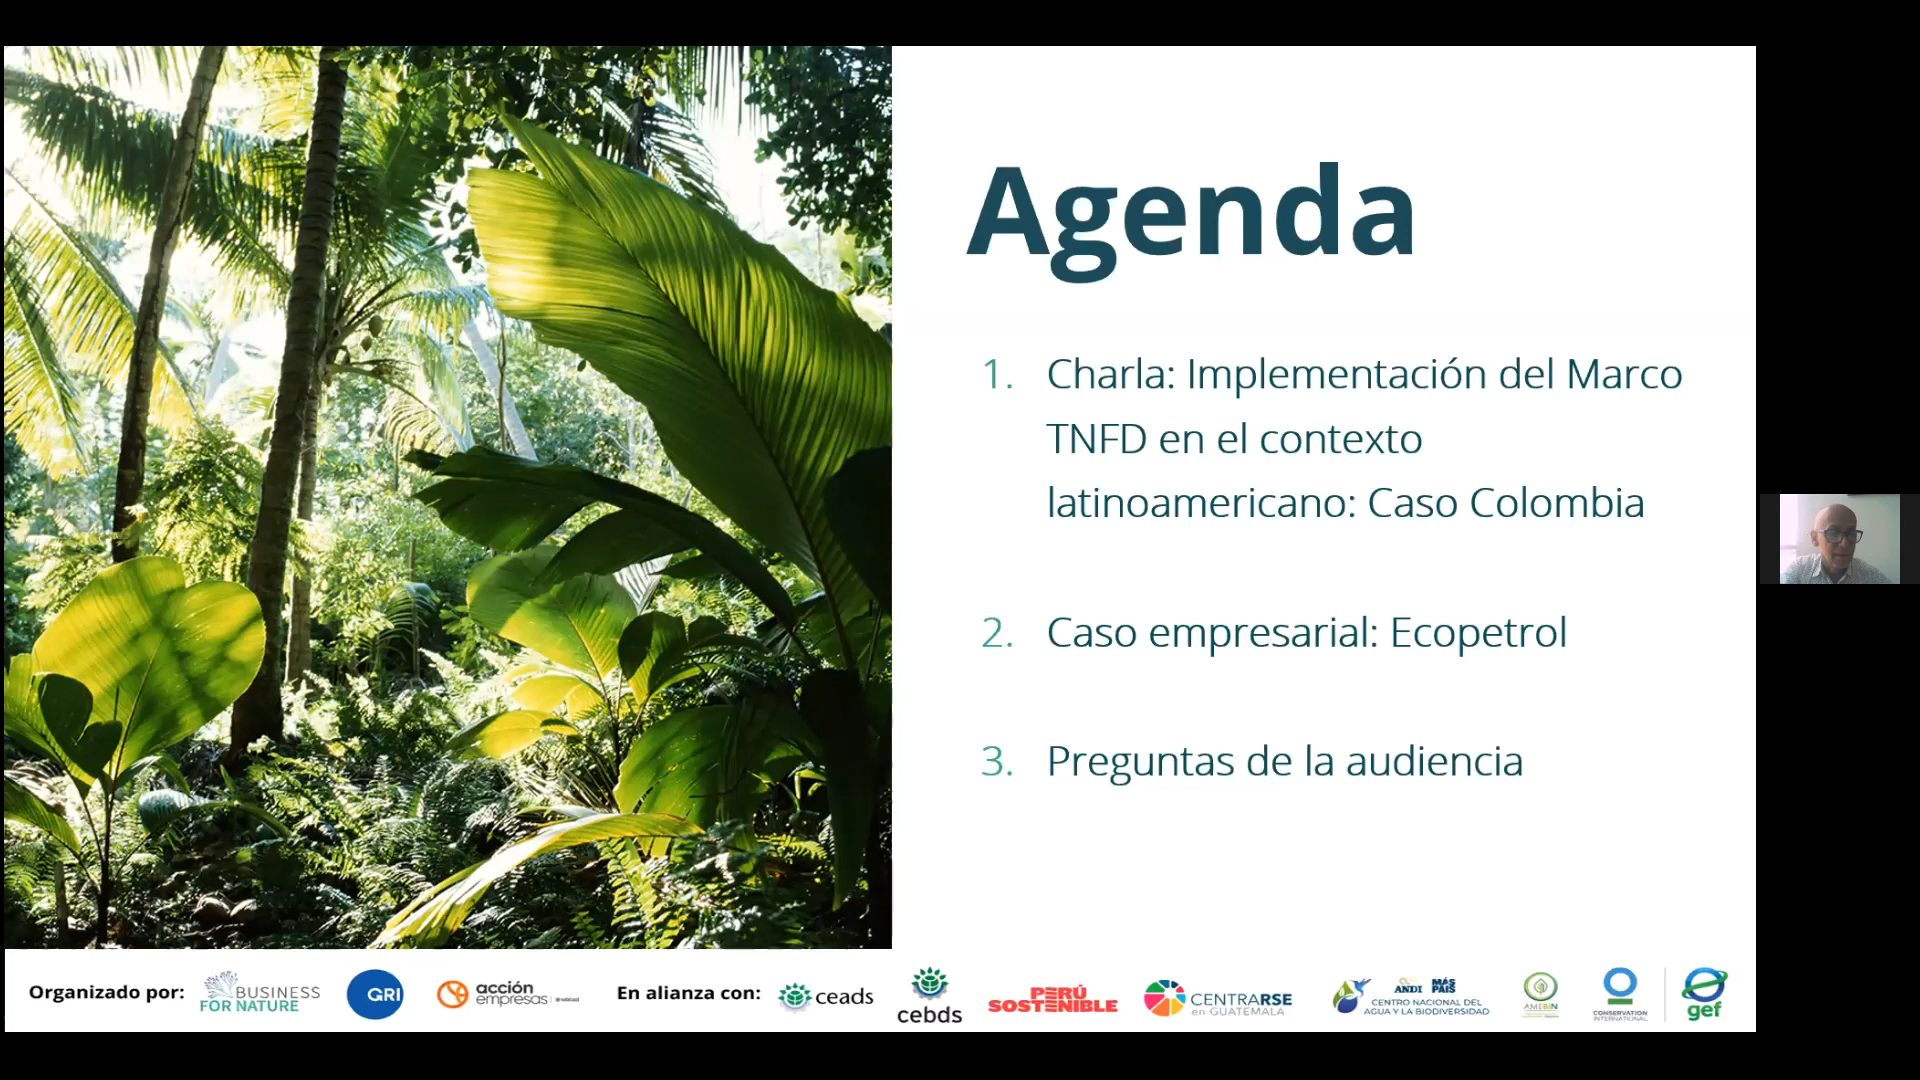 Agenda
1. Charla: Implementación del Marco
TNFD en el contexto
latinoamericano: Caso Colombia
2. Caso empresarial: Ecopetrol
3. Preguntas de la audiencia
Organizado por:
BUSINESS
FOR NATURE
GRI
acción
empresas
En alianza con:
ceads
cebds
PERÚ
SOSTENIBLE
CENTRARSE
en GUATEMALA
ANDI MÁS
PAÍS
CENTRO NACIONAL DEL
AGUA Y LA BIODIVERSIDAD
AMEBIN
CONSERVATION
INTERNATIONAL
gef